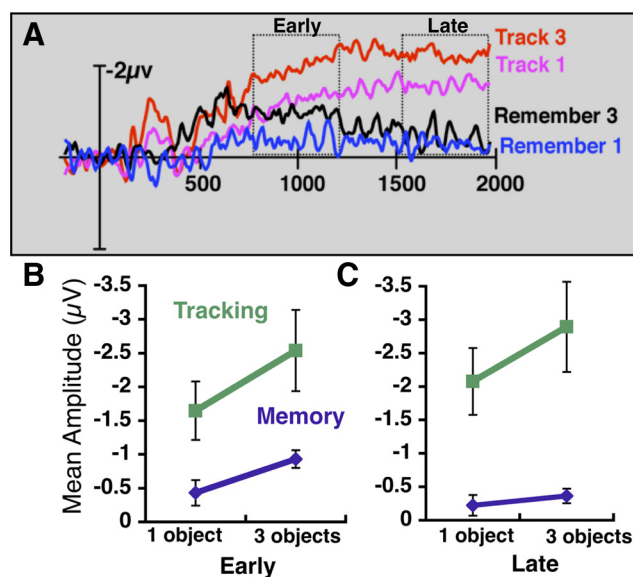 A
Early
Late
-2µv
Track 3
Track 1
Remember 3
Remember 1
500
1000
1500
2000
B
C
Mean Amplitude (µV)
-3.5
-3
-2.5
-2
-1.5
-1
-0.5
0
Tracking
Memory
1 object
3 objects
Early
-3.5
-3
-2.5
-2
-1.5
-1
-0.5
0
1 object
3 objects
Late